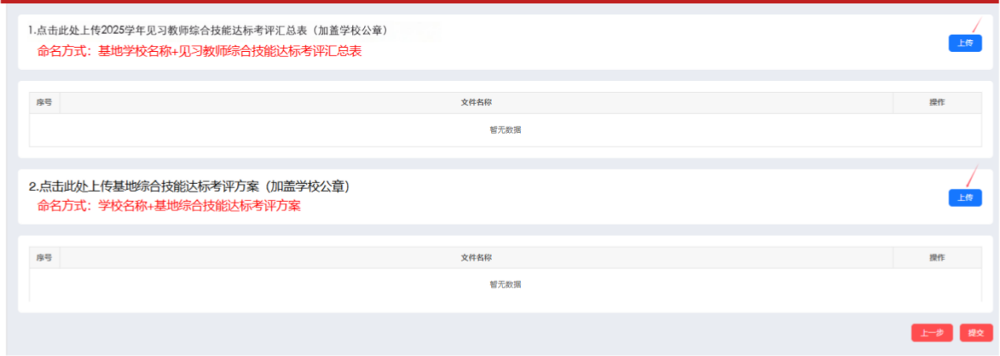 1.点击此处上传2025学年见习教师综合技能达标考评汇总表（加盖学校公章）
命名方式：基地学校名称+见习教师综合技能达标考评汇总表
上传
序号 文件名称 操作
暂无数据
2.点击此处上传基地综合技能达标考评方案（加盖学校公章）
命名方式：学校名称+基地综合技能达标考评方案
上传
序号 文件名称 操作
暂无数据
上一步 提交